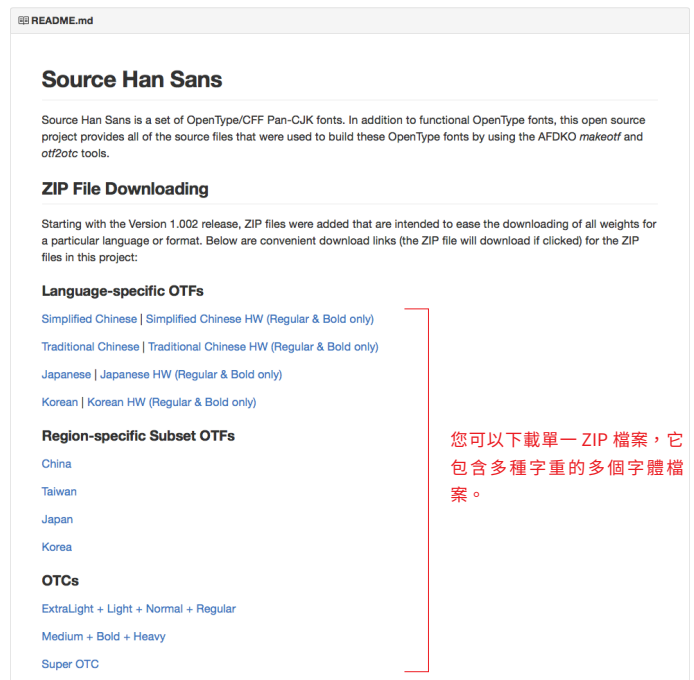 README.md
Source Han Sans
Source Han Sans is a set of OpenType/CFF Pan-CJK fonts. In addition to functional OpenType fonts, this open source
project provides all of the source files that were used to build these OpenType fonts by using the AFDKO makeotf and
otf2otc tools.
ZIP File Downloading
Starting with the Version 1.002 release, ZIP files were added that are intended to ease the downloading of all weights for
a particular language or format. Below are convenient download links (the ZIP file will download if clicked) for the ZIP
files in this project:
Language-specific OTFs
Simplified Chinese | Simplified Chinese HW (Regular & Bold only)
Traditional Chinese | Traditional Chinese HW (Regular & Bold only)
Japanese | Japanese HW (Regular & Bold only)
Korean | Korean HW (Regular & Bold only)
Region-specific Subset OTFs
China
Taiwan
Japan
Korea
OTCs
ExtraLight + Light + Normal + Regular
Medium + Bold + Heavy
Super OTC
您可以下載單一 ZIP 檔案，它
包含多種字重的多個字體檔
案。